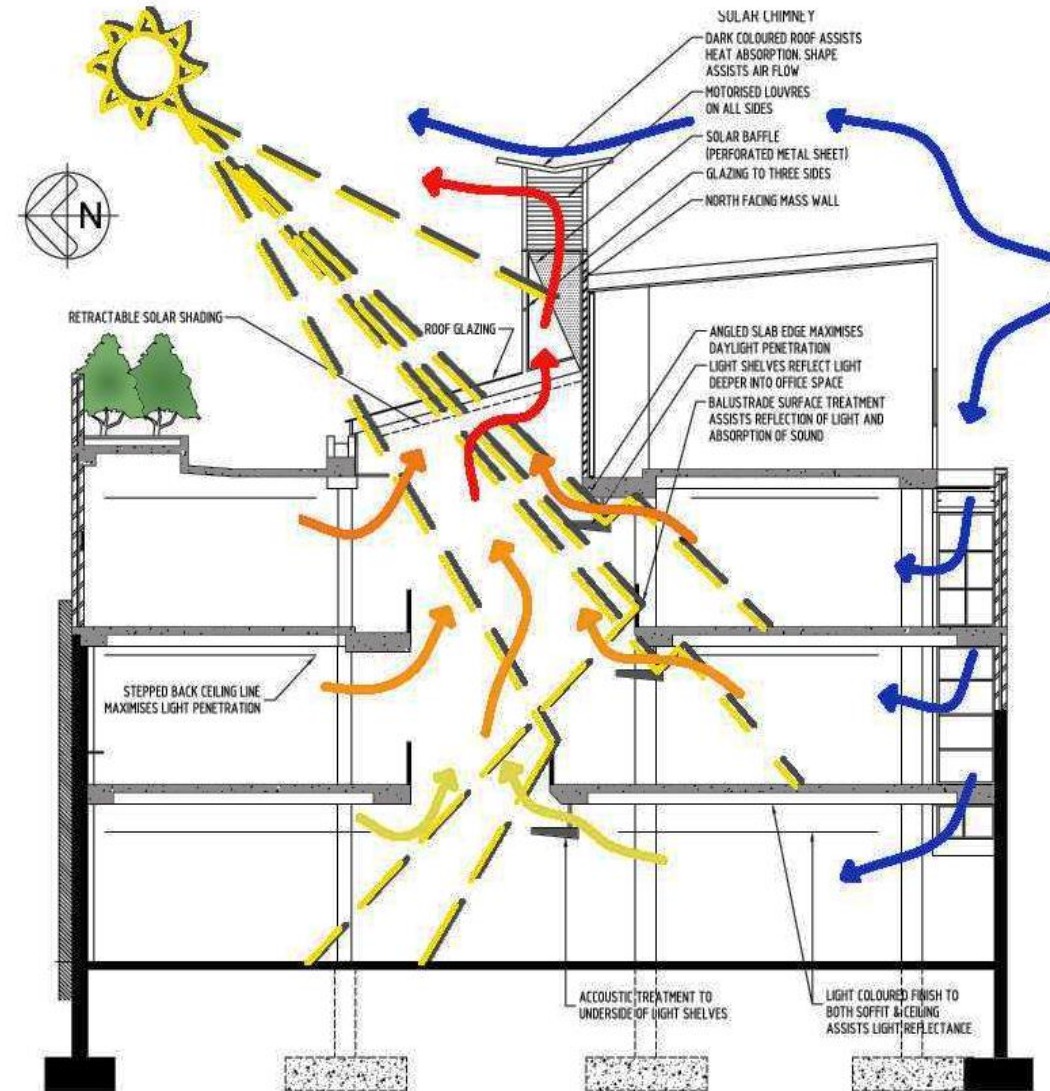 SOLAR CHIMNEY
DARK COLOURED ROOF ASSISTS
HEAT ABSORPTION. SHAPE
ASSISTS AIR FLOW
MOTORISED LOUVRES
ON ALL SIDES
SOLAR BAFFLE
(PERFORATED METAL SHEET)
GLAZING TO THREE SIDES
NORTH FACING MASS WALL
N
RETRACTABLE SOLAR SHADING
ROOF GLAZING
ANGLED SLAB EDGE MAXIMISES
DAYLIGHT PENETRATION
LIGHT SHELVES REFLECT LIGHT
DEEPER INTO OFFICE SPACE
BALUSTRADE SURFACE TREATMENT
ASSISTS REFLECTION OF LIGHT AND
ABSORPTION OF SOUND
STEPPED BACK CEILING LINE
MAXIMISES LIGHT PENETRATION
ACCOUSTIC TREATMENT TO
UNDERSIDE OF LIGHT SHELVES
LIGHT COLOURED FINISH TO
BOTH SOFFIT & CEILING
ASSISTS LIGHT REFLECTANCE